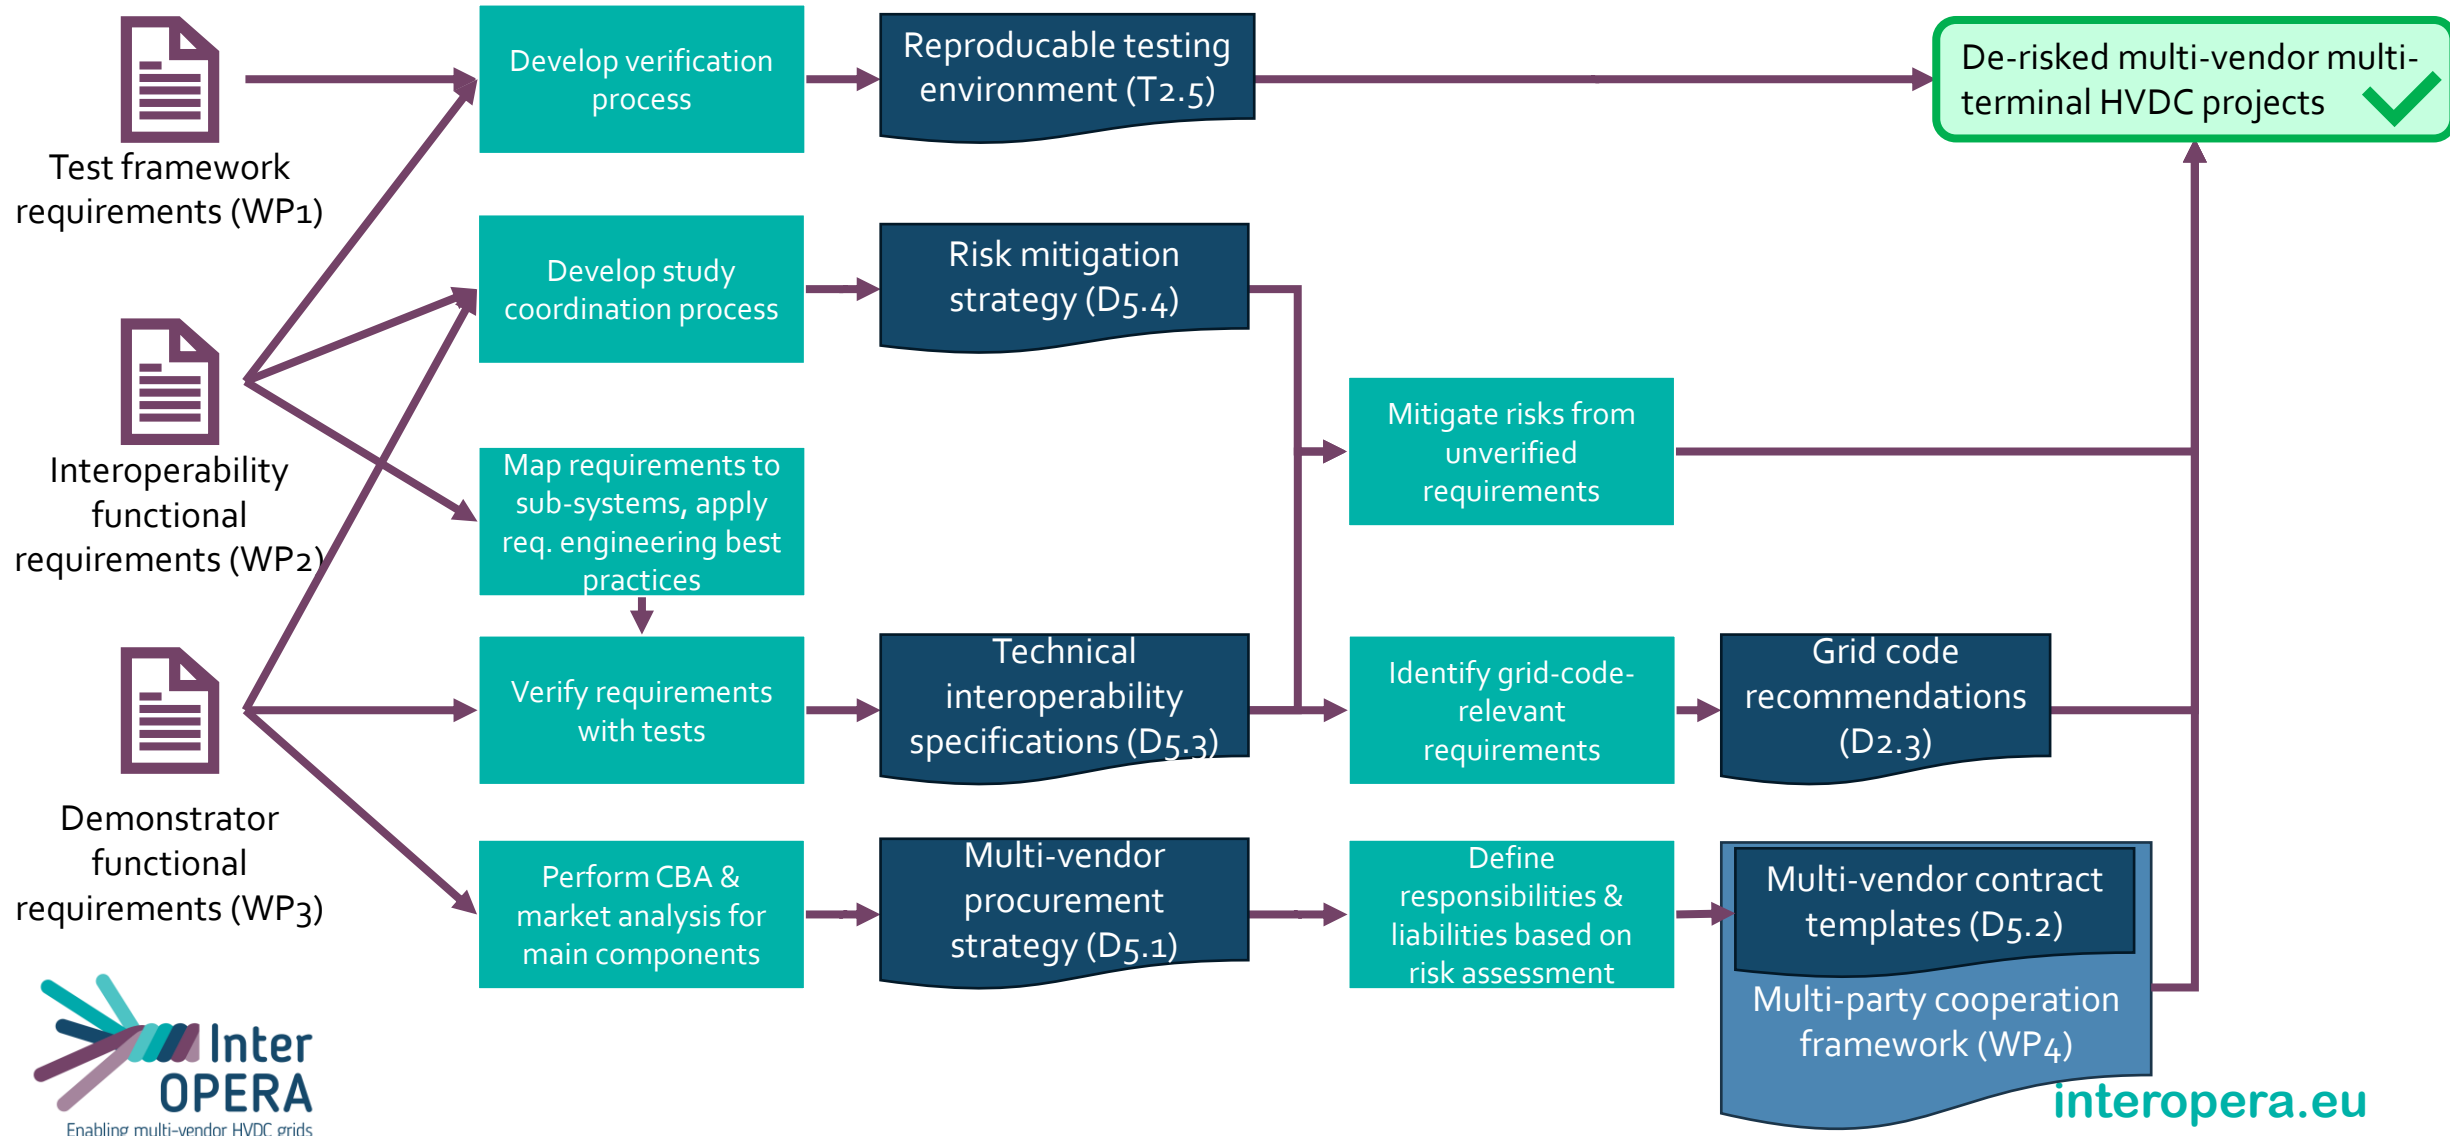 Test framework
requirements (WP1)
Interoperability
functional
requirements (WP2)
Demonstrator
functional
requirements (WP3)
Develop verification
process
Develop study
coordination process
Map requirements to
sub-systems, apply
req. engineering best
practices
Verify requirements
with tests
Perform CBA &
market analysis for
main components
Reproducable testing
environment (T2.5)
Risk mitigation
strategy (D5.4)
Technical
interoperability
specifications (D5.3)
Multi-vendor
procurement
strategy (D5.1)
Mitigate risks from
unverified
requirements
Identify grid-code-
relevant
requirements
Define
responsibilities &
liabilities based on
risk assessment
Grid code
recommendations
(D2.3)
Multi-vendor contract
templates (D5.2)
Multi-party cooperation
framework (WP4)
De-risked multi-vendor multi-
terminal HVDC projects
Inter
OPERA
Enabling multi-vendor HVDC grids
interopera.eu